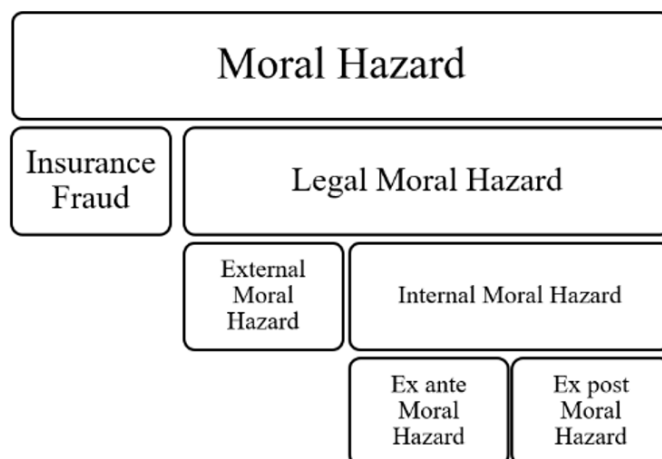 Moral Hazard
Insurance
Fraud
Legal Moral Hazard
External
Moral
Hazard
Internal Moral Hazard
Ex ante
Moral
Hazard
Ex post
Moral
Hazard